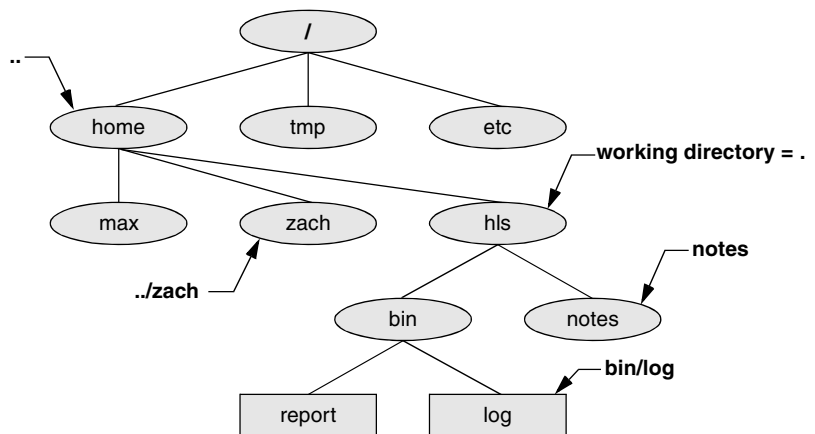 /
..
home
tmp
etc
working directory = .
max
zach
hls
notes
../zach
bin
notes
bin/log
report
log